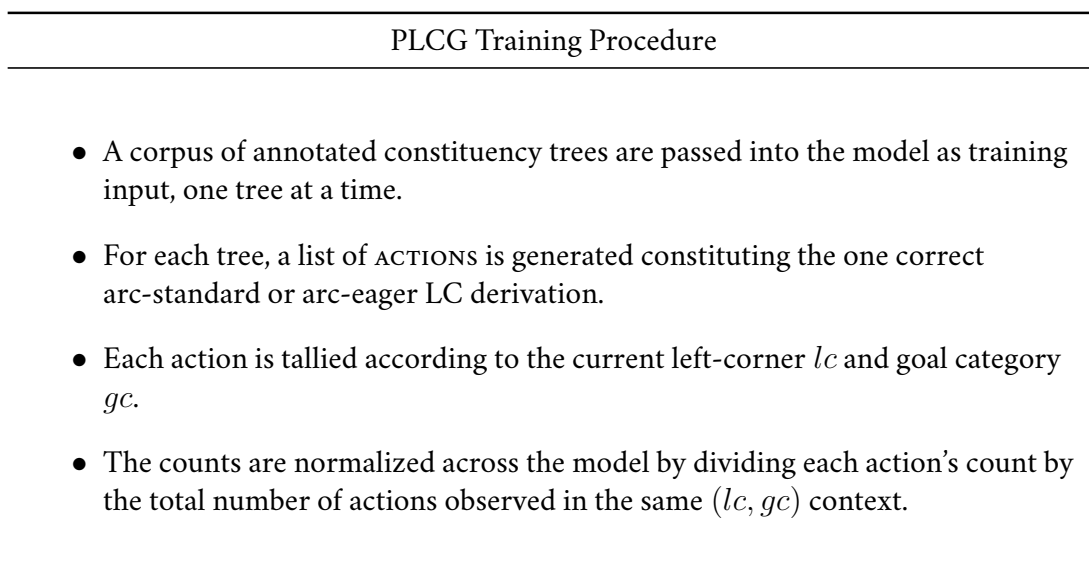 PLCG Training Procedure
• A corpus of annotated constituency trees are passed into the model as training
input, one tree at a time.
• For each tree, a list of ᴀᴄᴛɪᴏɴs is generated constituting the one correct
arc-standard or arc-eager LC derivation.
• Each action is tallied according to the current left-corner lc and goal category
gc.
• The counts are normalized across the model by dividing each action’s count by
the total number of actions observed in the same (lc, gc) context.